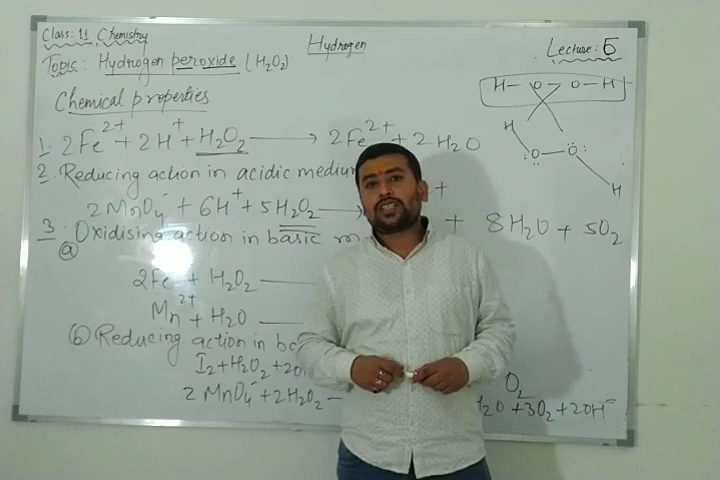 Class: 11 Chemistry
Hydrogen
Lecture: 5
Topic: Hydrogen peroxide (H₂O₂)
Chemical properties
1. 2Fe²⁺ + 2H⁺ + H₂O₂ ⟶ 2Fe²⁺ + 2H₂O
2. Reducing action in acidic medium
2MnO₄⁻ + 6H⁺ + 5H₂O₂ ⟶ + 8H₂O + 5O₂
3. Oxidising action in basic m
(a)
2Fe + H₂O₂ —
Mn²⁺ + H₂O —
(b) Reducing action in ba
I₂ + H₂O₂ + 2OH O₂
2MnO₄⁻ + 2H₂O₂ — H₂O + 3O₂ + 2OH⁻
H–O O–H
H
:O–O:
H